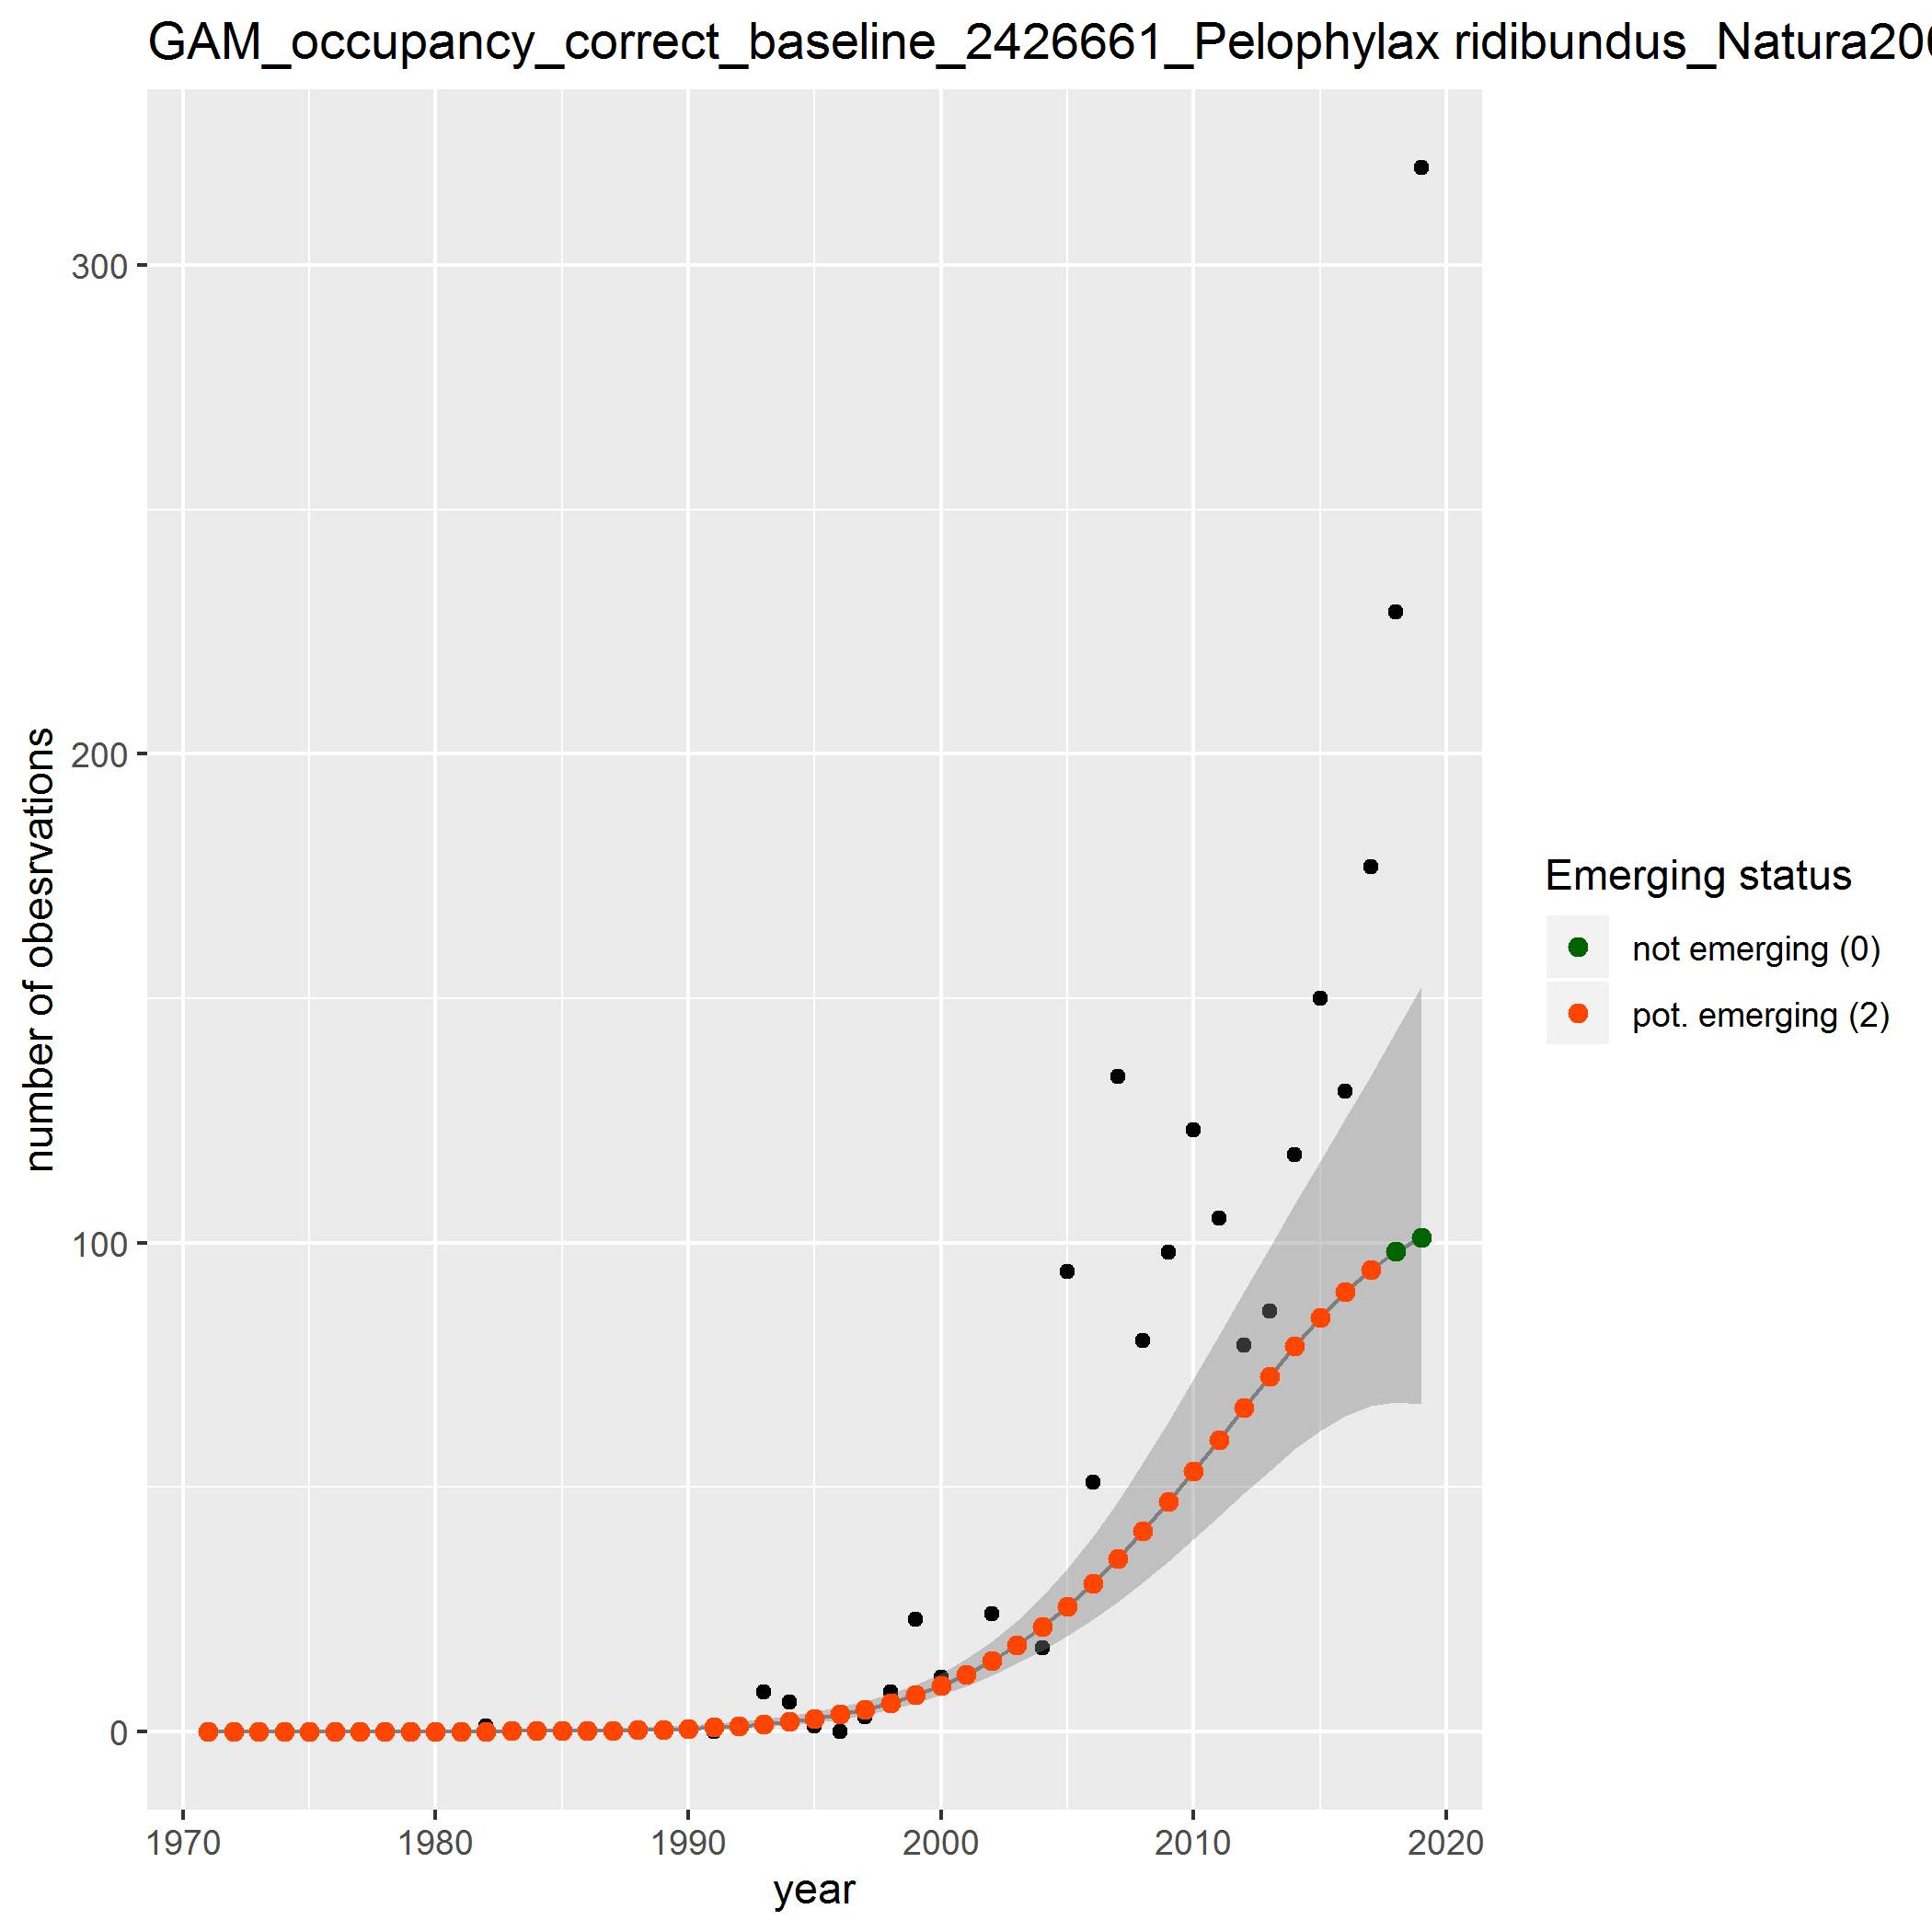 GAM_occupancy_correct_baseline_2426661_Pelophylax ridibundus_Natura200
300
200
100
0
number of obesrvations
1970 1980 1990 2000 2010 2020
year
Emerging status
not emerging (0)
pot. emerging (2)